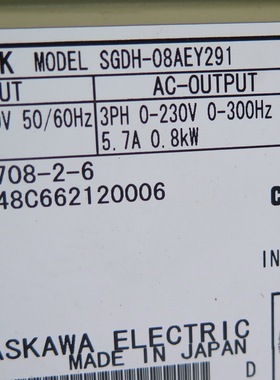 K MODEL SGDH-08AEY291
UT AC-OUTPUT
0V 50/60Hz 3PH 0-230V 0-300Hz
5.7A 0.8kW
708-2-6
48C662120006
C
IN
ASKAWA ELECTRIC
MADE IN JAPAN D